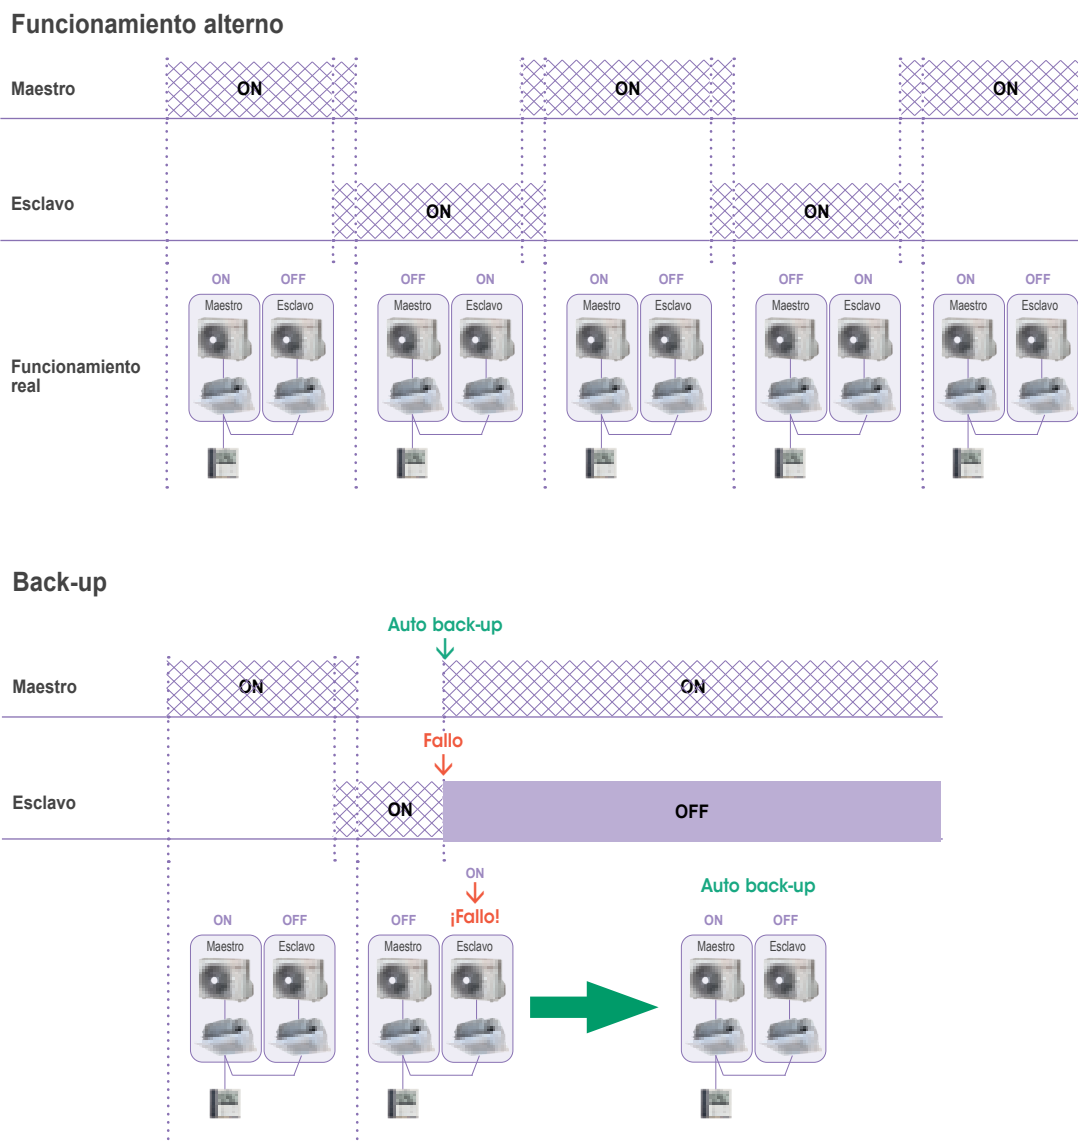 Funcionamiento alterno
Maestro
ON
ON
ON
Esclavo
ON
ON
ON OFF
OFF ON
ON OFF
OFF ON
ON OFF
Maestro Esclavo
Maestro Esclavo
Maestro Esclavo
Maestro Esclavo
Maestro Esclavo
Funcionamiento
real
Back-up
Auto back-up
Maestro
ON
ON
Fallo
Esclavo
ON
OFF
ON
Auto back-up
ON OFF
OFF ¡Fallo!
ON OFF
Maestro Esclavo
Maestro Esclavo
Maestro Esclavo